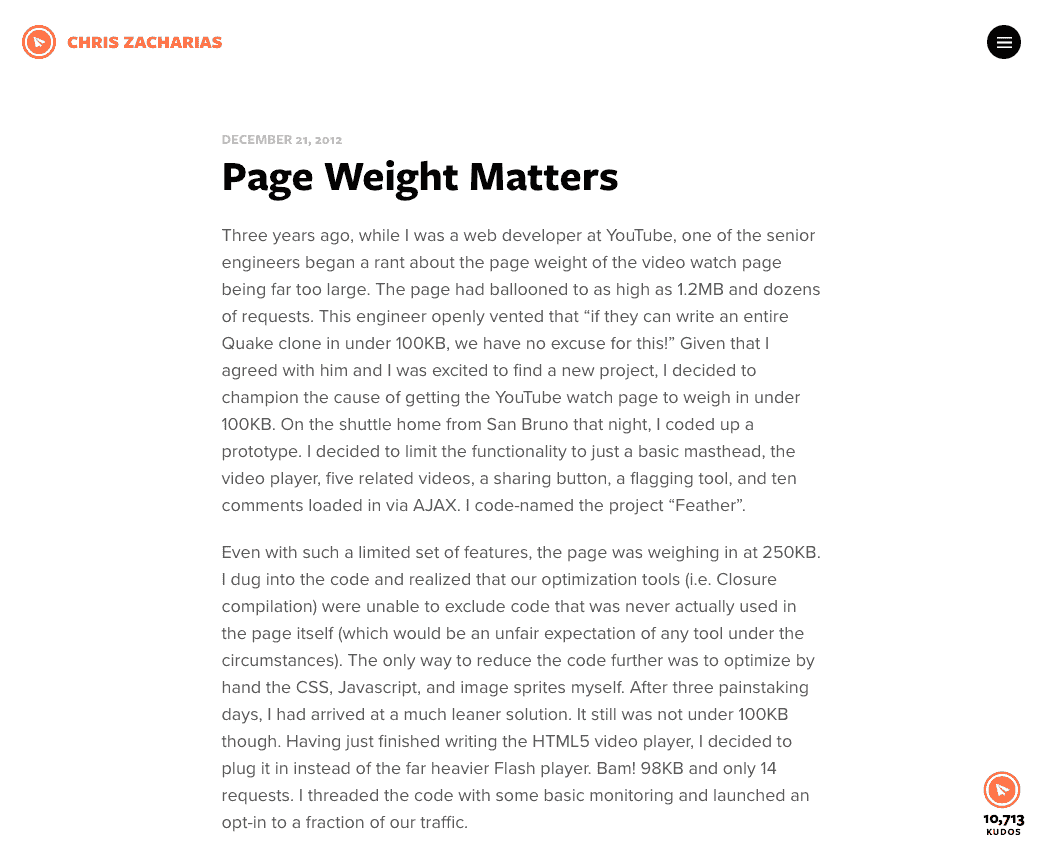 CHRIS ZACHARIAS
DECEMBER 21, 2012
Page Weight Matters
Three years ago, while I was a web developer at YouTube, one of the senior
engineers began a rant about the page weight of the video watch page
being far too large. The page had ballooned to as high as 1.2MB and dozens
of requests. This engineer openly vented that “if they can write an entire
Quake clone in under 100KB, we have no excuse for this!” Given that I
agreed with him and I was excited to find a new project, I decided to
champion the cause of getting the YouTube watch page to weigh in under
100KB. On the shuttle home from San Bruno that night, I coded up a
prototype. I decided to limit the functionality to just a basic masthead, the
video player, five related videos, a sharing button, a flagging tool, and ten
comments loaded in via AJAX. I code-named the project “Feather”.
Even with such a limited set of features, the page was weighing in at 250KB.
I dug into the code and realized that our optimization tools (i.e. Closure
compilation) were unable to exclude code that was never actually used in
the page itself (which would be an unfair expectation of any tool under the
circumstances). The only way to reduce the code further was to optimize by
hand the CSS, Javascript, and image sprites myself. After three painstaking
days, I had arrived at a much leaner solution. It still was not under 100KB
though. Having just finished writing the HTML5 video player, I decided to
plug it in instead of the far heavier Flash player. Bam! 98KB and only 14
requests. I threaded the code with some basic monitoring and launched an
opt-in to a fraction of our traffic.
10,713
KUDOS